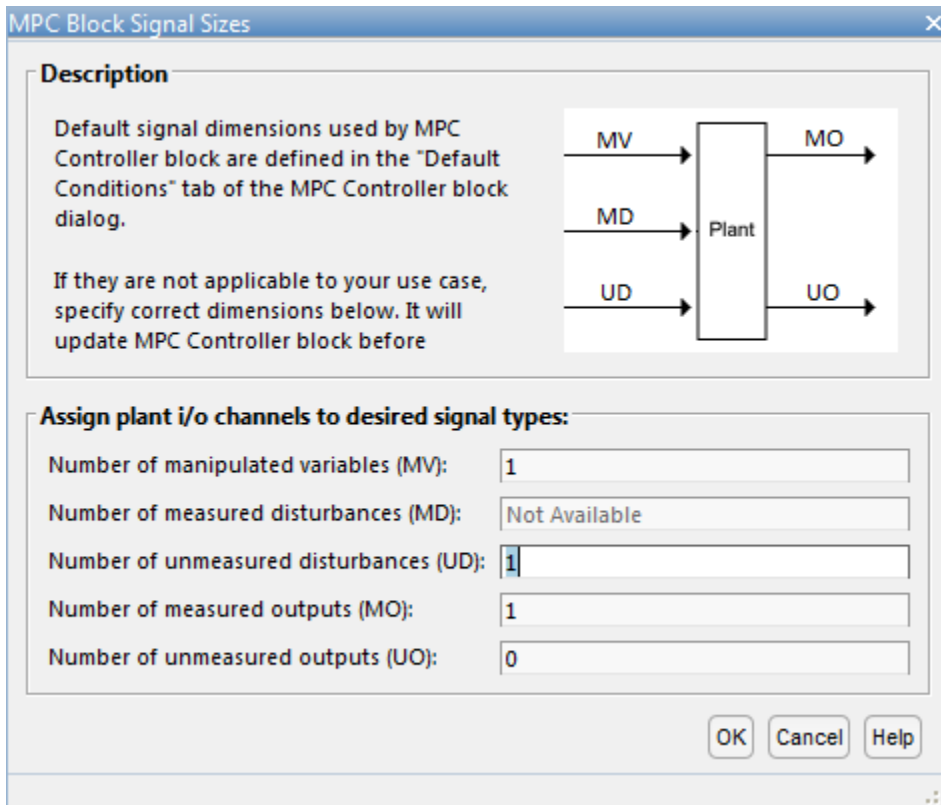 MPC Block Signal Sizes
Description
Default signal dimensions used by MPC
Controller block are defined in the "Default
Conditions" tab of the MPC Controller block
dialog.
If they are not applicable to your use case,
specify correct dimensions below. It will
update MPC Controller block before
MV
MD
UD
Plant
MO
UO
Assign plant i/o channels to desired signal types:
Number of manipulated variables (MV): 1
Number of measured disturbances (MD): Not Available
Number of unmeasured disturbances (UD): 1
Number of measured outputs (MO): 1
Number of unmeasured outputs (UO): 0
OK Cancel Help